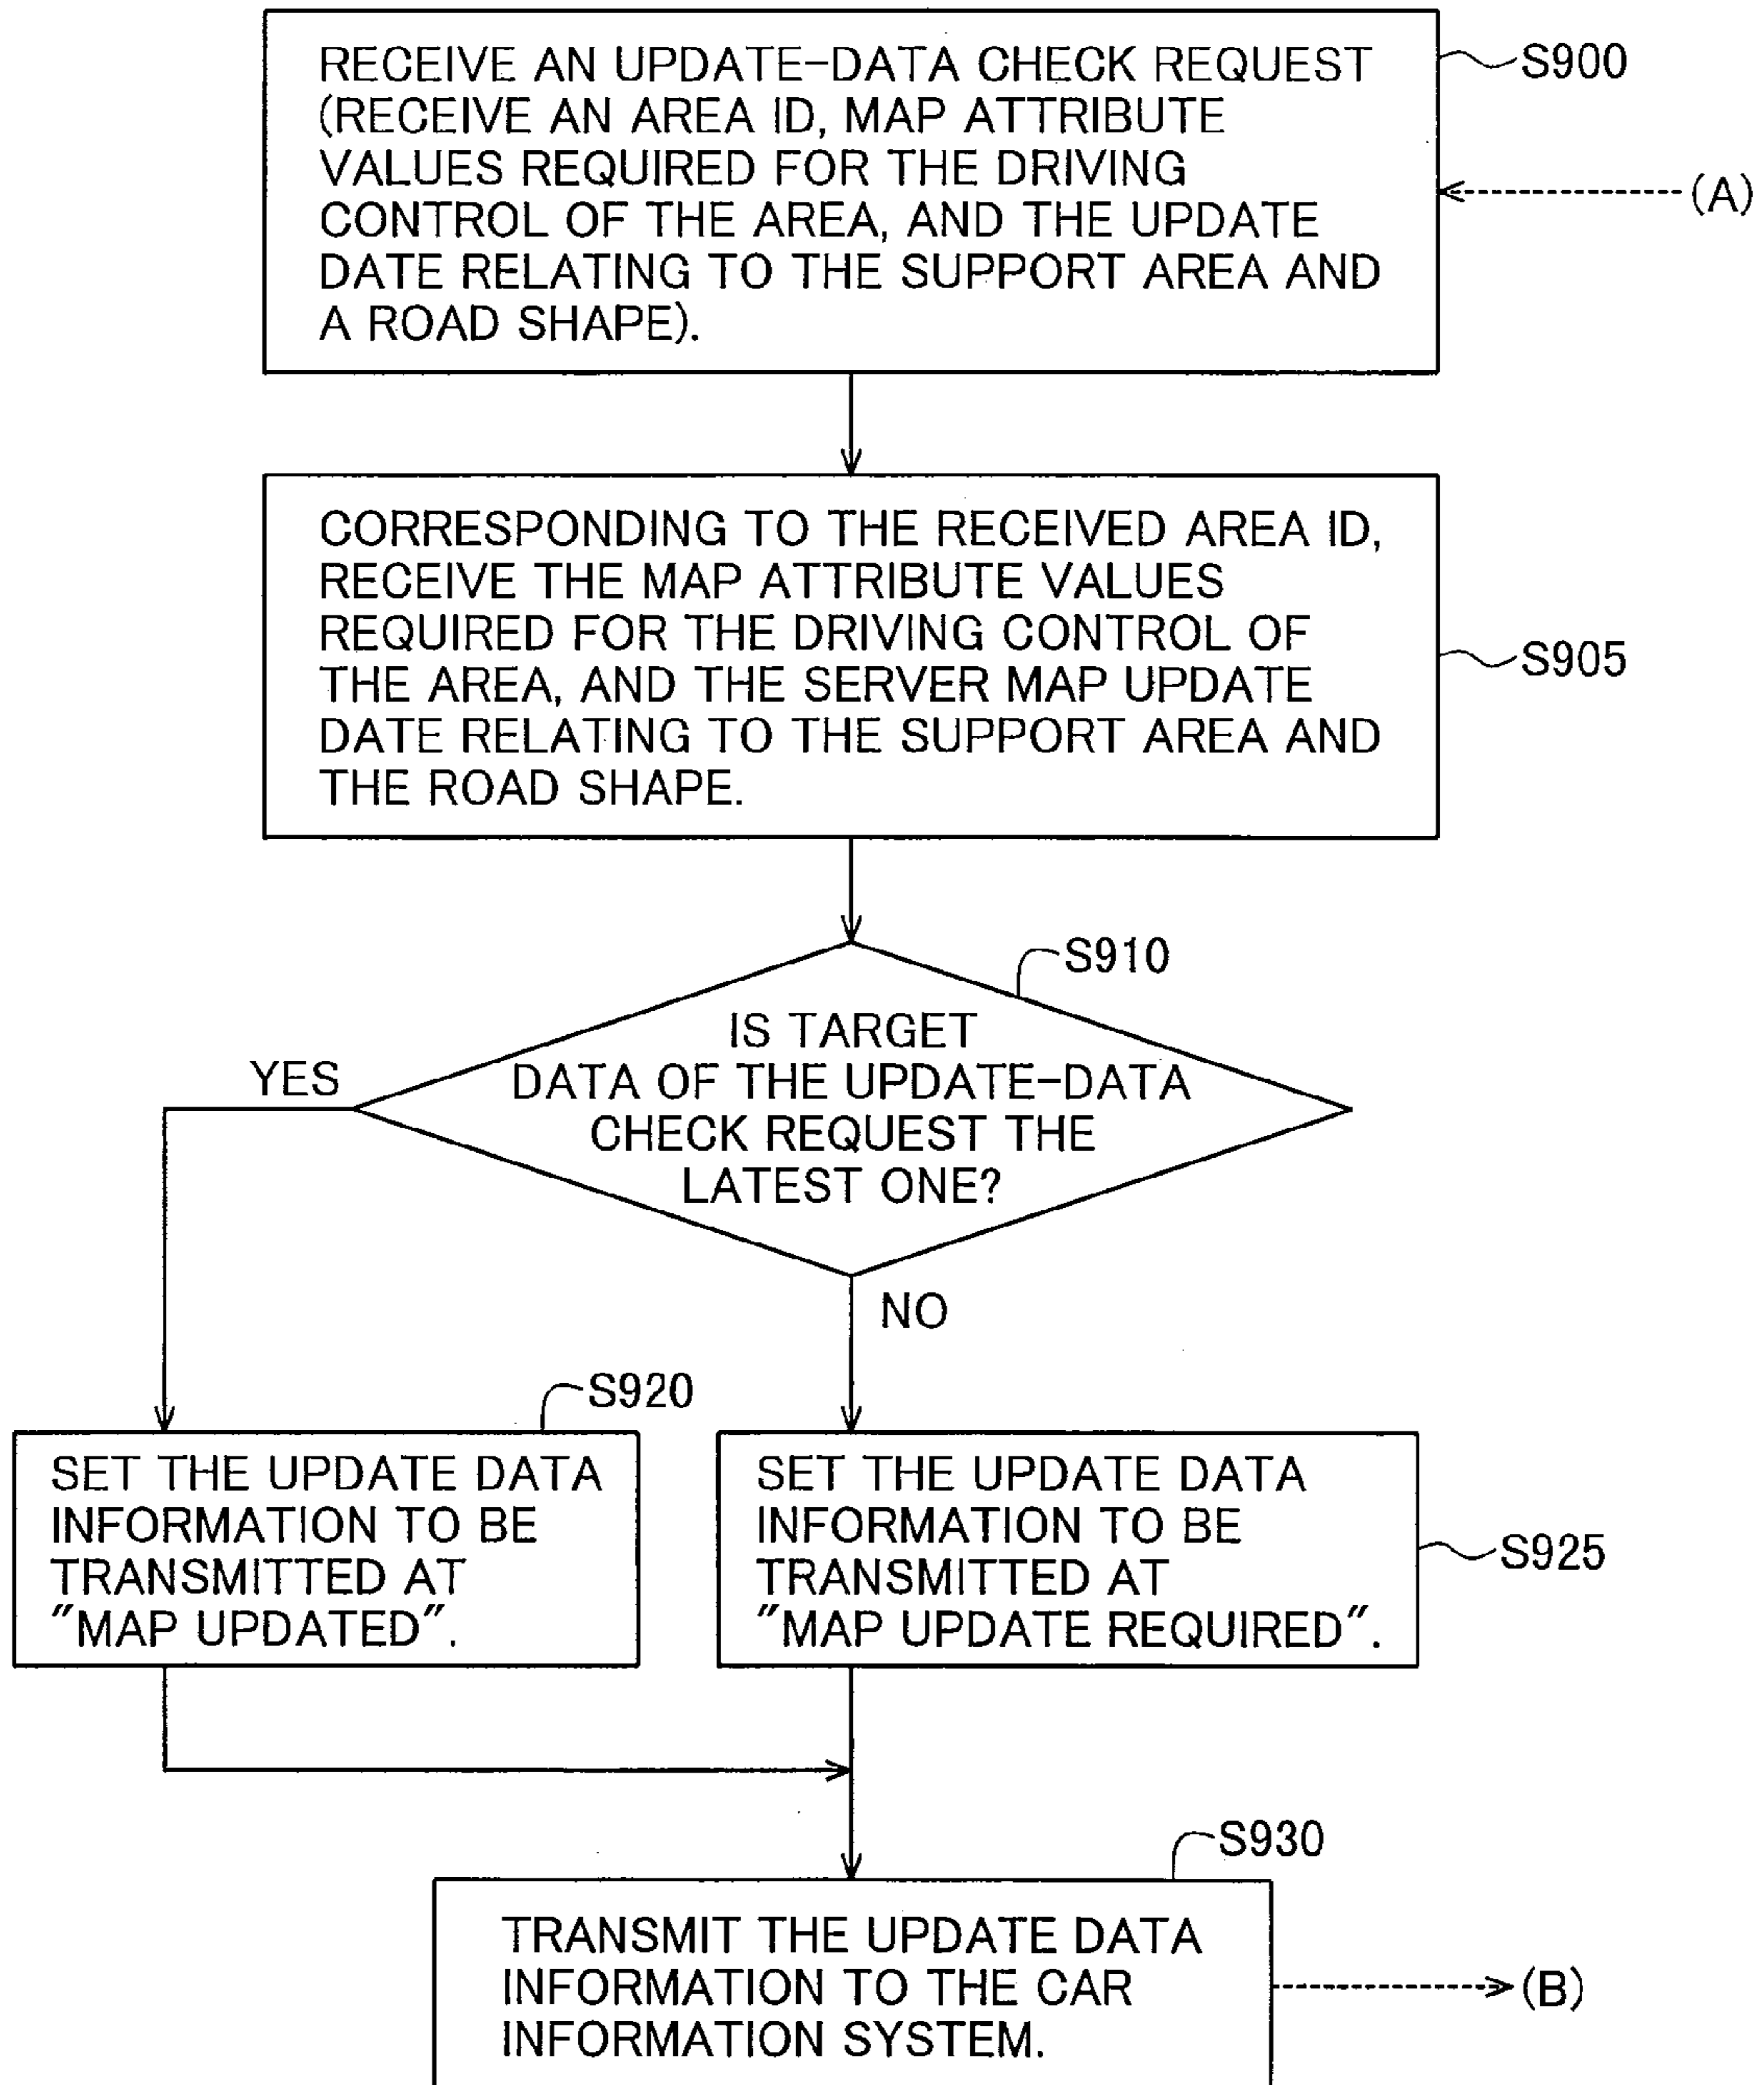 RECEIVE AN UPDATE-DATA CHECK REQUEST
(RECEIVE AN AREA ID, MAP ATTRIBUTE
VALUES REQUIRED FOR THE DRIVING
CONTROL OF THE AREA, AND THE UPDATE
DATE RELATING TO THE SUPPORT AREA AND
A ROAD SHAPE).
S900
(A)
CORRESPONDING TO THE RECEIVED AREA ID,
RECEIVE THE MAP ATTRIBUTE VALUES
REQUIRED FOR THE DRIVING CONTROL OF
THE AREA, AND THE SERVER MAP UPDATE
DATE RELATING TO THE SUPPORT AREA AND
THE ROAD SHAPE.
S905
S910
IS TARGET
DATA OF THE UPDATE-DATA
CHECK REQUEST THE
LATEST ONE?
YES
NO
S920
SET THE UPDATE DATA
INFORMATION TO BE
TRANSMITTED AT
"MAP UPDATED".
SET THE UPDATE DATA
INFORMATION TO BE
TRANSMITTED AT
"MAP UPDATE REQUIRED".
S925
S930
TRANSMIT THE UPDATE DATA
INFORMATION TO THE CAR
INFORMATION SYSTEM.
(B)